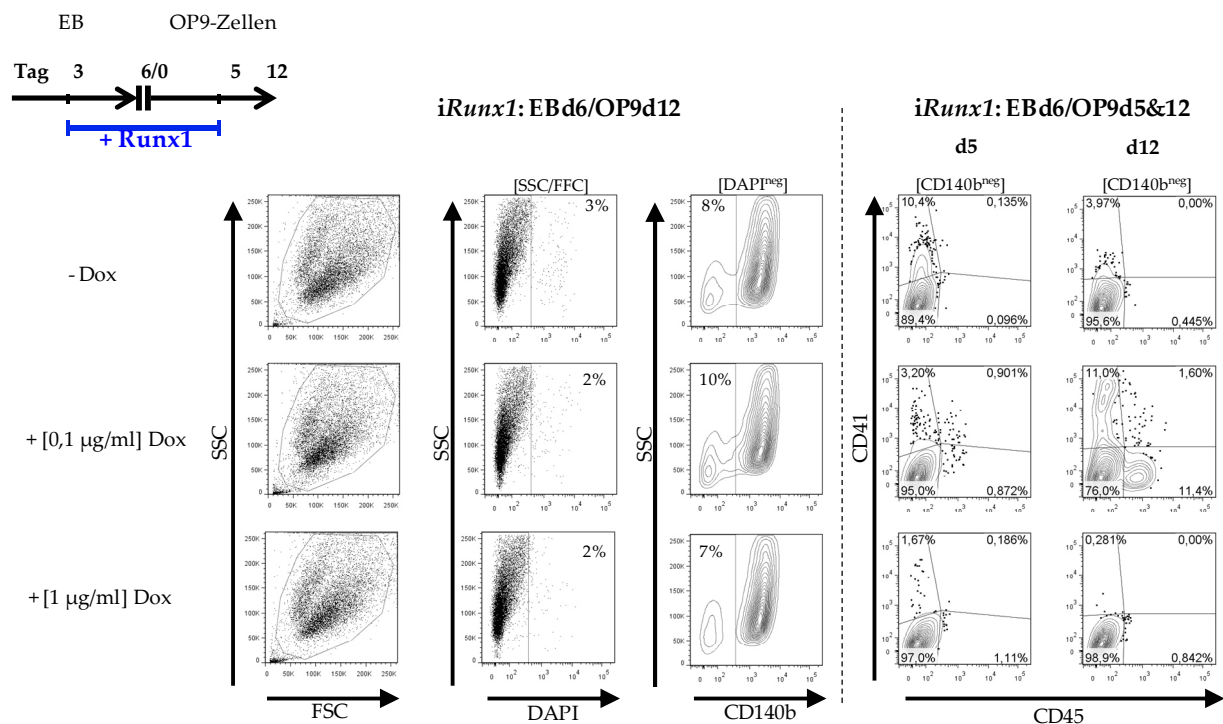 EB OP9-Zellen
Tag 3 6/0 5 12
+ Runx1
iRunx1: EBd6/OP9d12
iRunx1: EBd6/OP9d5&12
d5 d12
[SSC/FFC] [DAPIneg] [CD140bneg] [CD140bneg]
- Dox
3%
8%
10,4% 0,135%
89,4% 0,096%
3,97% 0,00%
95,6% 0,445%
+ [0,1 µg/ml] Dox
2%
10%
3,20% 0,901%
95,0% 0,872%
11,0% 1,60%
76,0% 11,4%
+ [1 µg/ml] Dox
2%
7%
1,67% 0,186%
97,0% 1,11%
0,281% 0,00%
98,9% 0,842%
SSC
SSC
SSC
CD41
FSC DAPI CD140b CD45